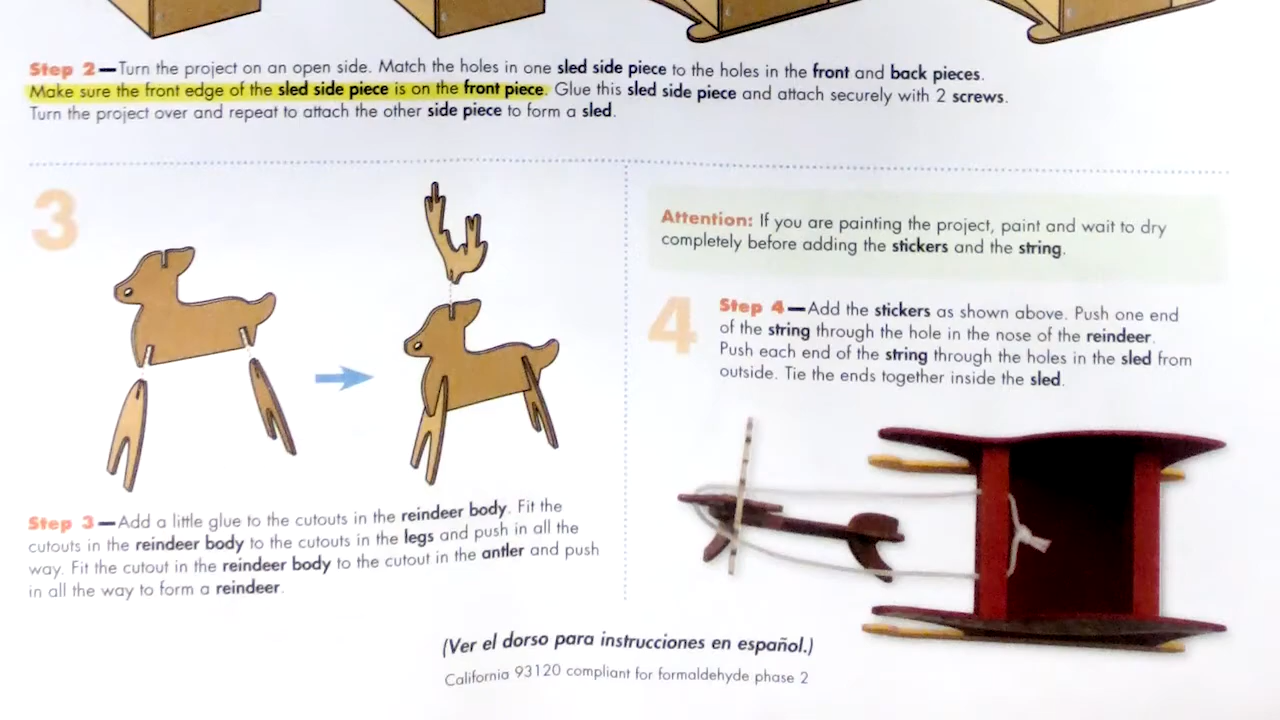 Step 2—Turn the project on an open side. Match the holes in one sled side piece to the holes in the front and back pieces.
Make sure the front edge of the sled side piece is on the front piece. Glue this sled side piece and attach securely with 2 screws.
Turn the project over and repeat to attach the other side piece to form a sled.
3
Step 3—Add a little glue to the cutouts in the reindeer body. Fit the
cutouts in the reindeer body to the cutouts in the legs and push in all the
way. Fit the cutout in the reindeer body to the cutout in the antler and push
in all the way to form a reindeer.
Attention: If you are painting the project, paint and wait to dry
completely before adding the stickers and the string.
4
Step 4—Add the stickers as shown above. Push one end
of the string through the hole in the nose of the reindeer.
Push each end of the string through the holes in the sled from
outside. Tie the ends together inside the sled.
(Ver el dorso para instrucciones en español.)
California 93120 compliant for formaldehyde phase 2